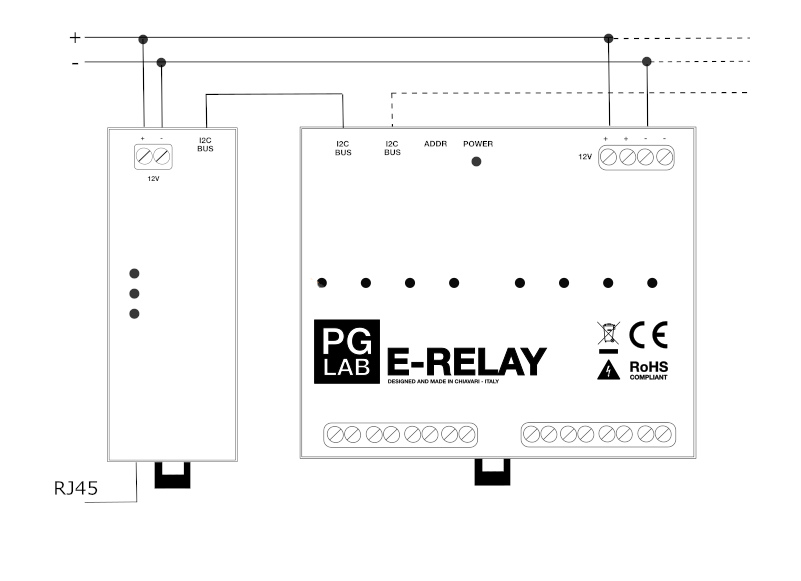 +
-
+ -
I2C
BUS
12V
I2C
BUS
I2C
BUS
ADDR
POWER
12V
+ + - -
PG
LAB
E-RELAY
DESIGNED AND MADE IN CHIAVARI - ITALY
CE
RoHS
COMPLIANT
RJ45